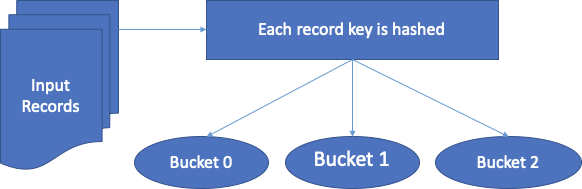 Each record key is hashed
Input
Records
Bucket 0
Bucket 1
Bucket 2